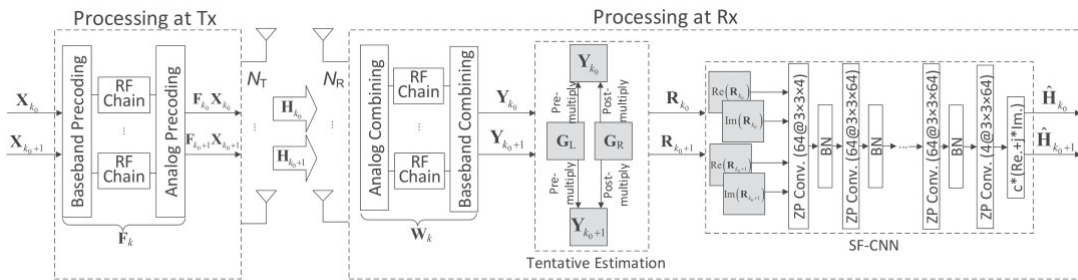 Processing at Tx
Processing at Rx
X_{k_0}
X_{k_0+1}
Baseband Precoding
RF
Chain
...
RF
Chain
Analog Precoding
F_k
F_{k_0}X_{k_0}
F_{k_0+1}X_{k_0+1}
N_T
...
H_{k_0}
H_{k_0+1}
N_R
...
Analog Combining
RF
Chain
...
RF
Chain
Baseband Combining
W_k
Y_{k_0}
Y_{k_0+1}
Y_{k_0}
Pre-
multiply
Post-
multiply
G_L
G_R
Pre-
multiply
Post-
multiply
Y_{k_0+1}
Tentative Estimation
R_{k_0}
R_{k_0+1}
Re(R_{k_0})
Im(R_{k_0})
Re(R_{k_0+1})
Im(R_{k_0+1})
ZP Conv. (64@3×3×4)
BN
ZP Conv. (64@3×3×64)
BN
...
ZP Conv. (64@3×3×64)
BN
ZP Conv. (4@3×3×64)
c*(Re.+1j*Im.)
SF-CNN
Ĥ_{k_0}
Ĥ_{k_0+1}